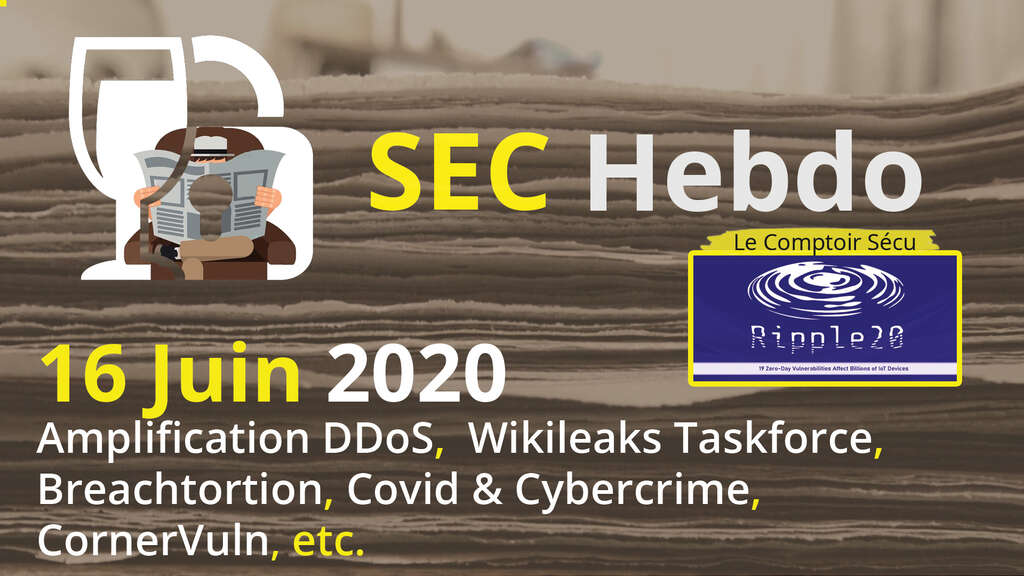 SEC Hebdo
Le Comptoir Sécu
Ripple20
19 Zero-Day Vulnerabilities Affect Billions of IoT Devices
16 Juin 2020
Amplification DDoS, Wikileaks Taskforce,
Breachtortion, Covid & Cybercrime,
CornerVuln, etc.